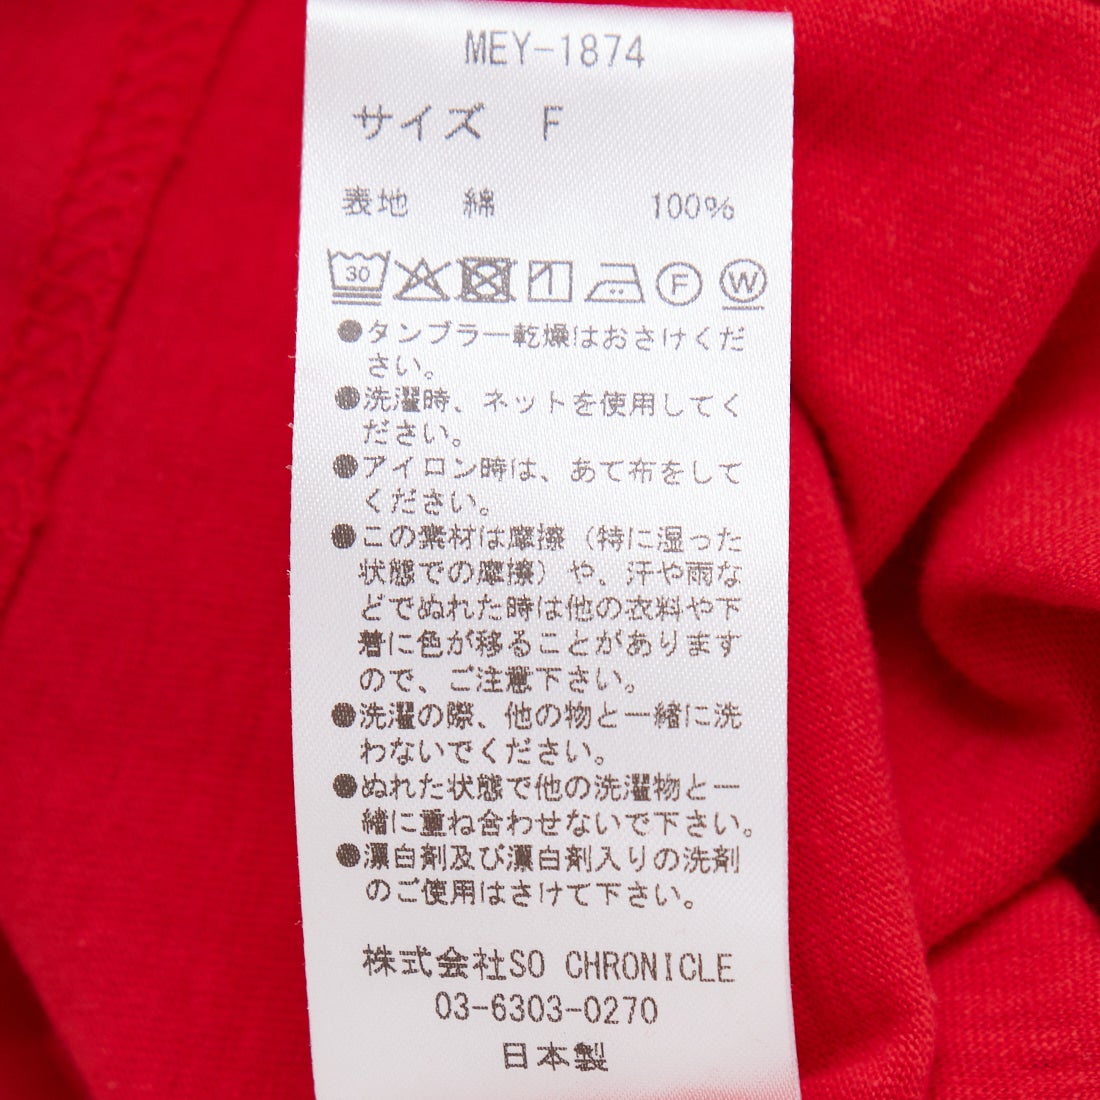 MEY-1874
サイズ F
表地 綿 100%
30 F W
●タンブラー乾燥はおさけくだ
さい。
●洗濯時、ネットを使用してく
ださい。
●アイロン時は、あて布をして
ください。
●この素材は摩擦（特に湿った
状態での摩擦）や、汗や雨な
どでぬれた時は他の衣料や下
着に色が移ることがあります
ので、ご注意下さい。
●洗濯の際、他の物と一緒に洗
わないでください。
●ぬれた状態で他の洗濯物と一
緒に重ね合わせないで下さい。
●漂白剤及び漂白剤入りの洗剤
のご使用はさけて下さい。
株式会社SO CHRONICLE
03-6303-0270
日本製